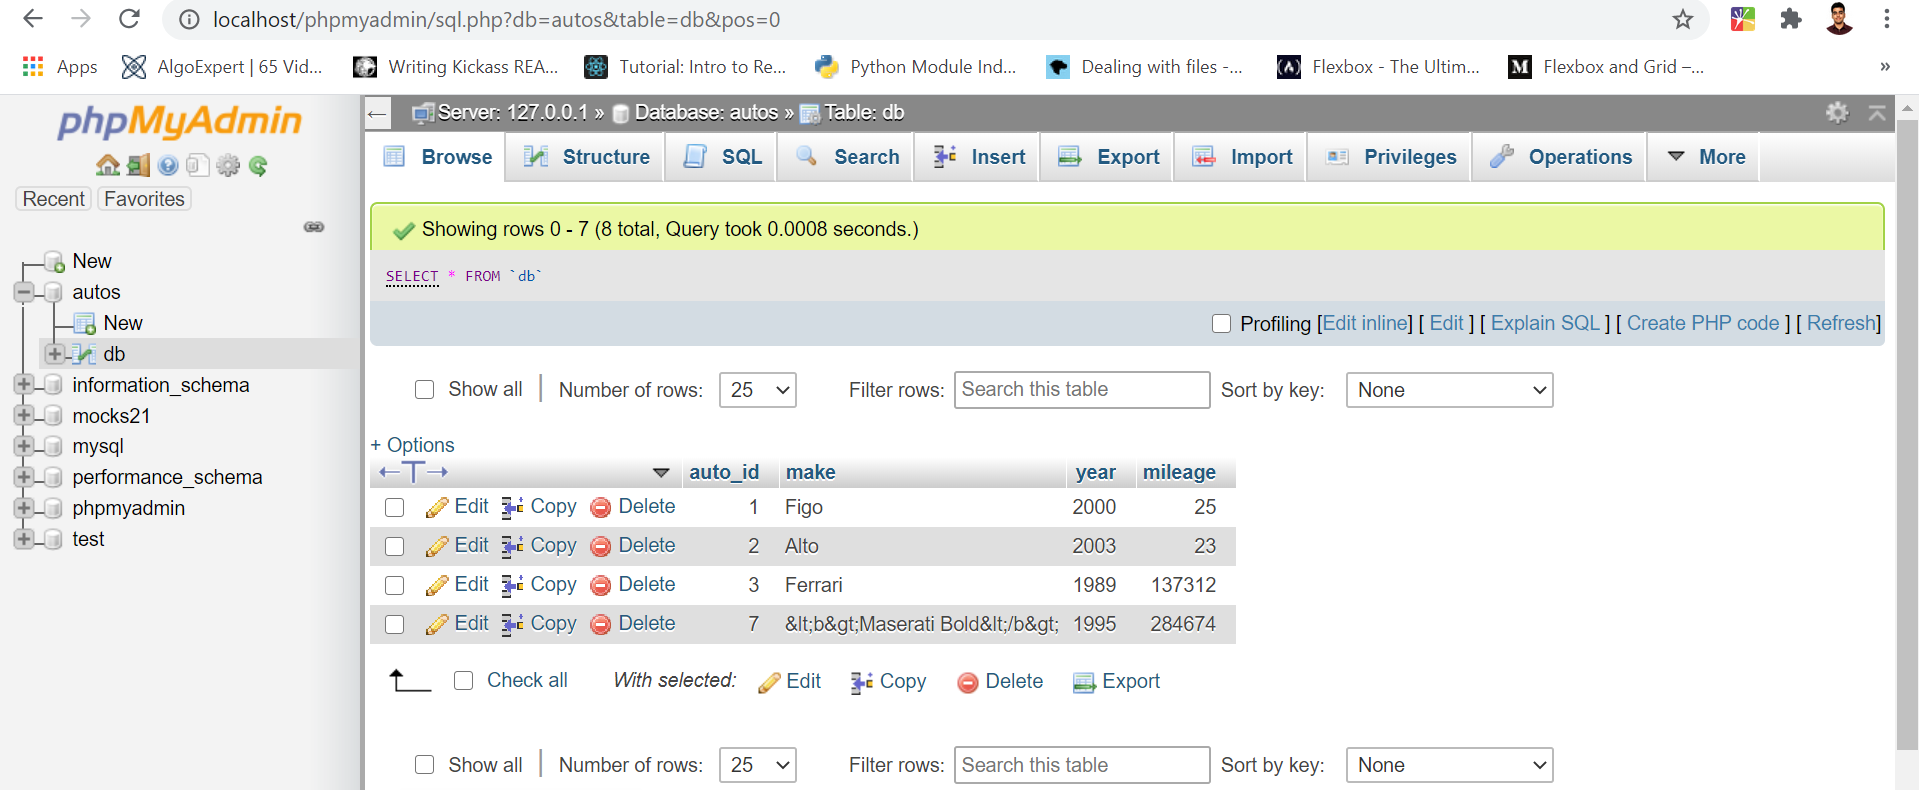 localhost/phpmyadmin/sql.php?db=autos&table=db&pos=0
Apps AlgoExpert | 65 Vid... Writing Kickass REA... Tutorial: Intro to Re... Python Module Ind... Dealing with files -... Flexbox - The Ultim... Flexbox and Grid –... »
phpMyAdmin
Recent Favorites
New
autos
New
db
information_schema
mocks21
mysql
performance_schema
phpmyadmin
test
Server: 127.0.0.1 » Database: autos » Table: db
Browse Structure SQL Search Insert Export Import Privileges Operations More
Showing rows 0 - 7 (8 total, Query took 0.0008 seconds.)
SELECT * FROM `db`
Profiling [Edit inline] [ Edit ] [ Explain SQL ] [ Create PHP code ] [ Refresh]
Show all Number of rows: 25 Filter rows: Search this table Sort by key: None
+ Options
auto_id make year mileage
Edit Copy Delete 1 Figo 2000 25
Edit Copy Delete 2 Alto 2003 23
Edit Copy Delete 3 Ferrari 1989 137312
Edit Copy Delete 7 &lt;b&gt;Maserati Bold&lt;/b&gt; 1995 284674
Check all With selected: Edit Copy Delete Export
Show all Number of rows: 25 Filter rows: Search this table Sort by key: None